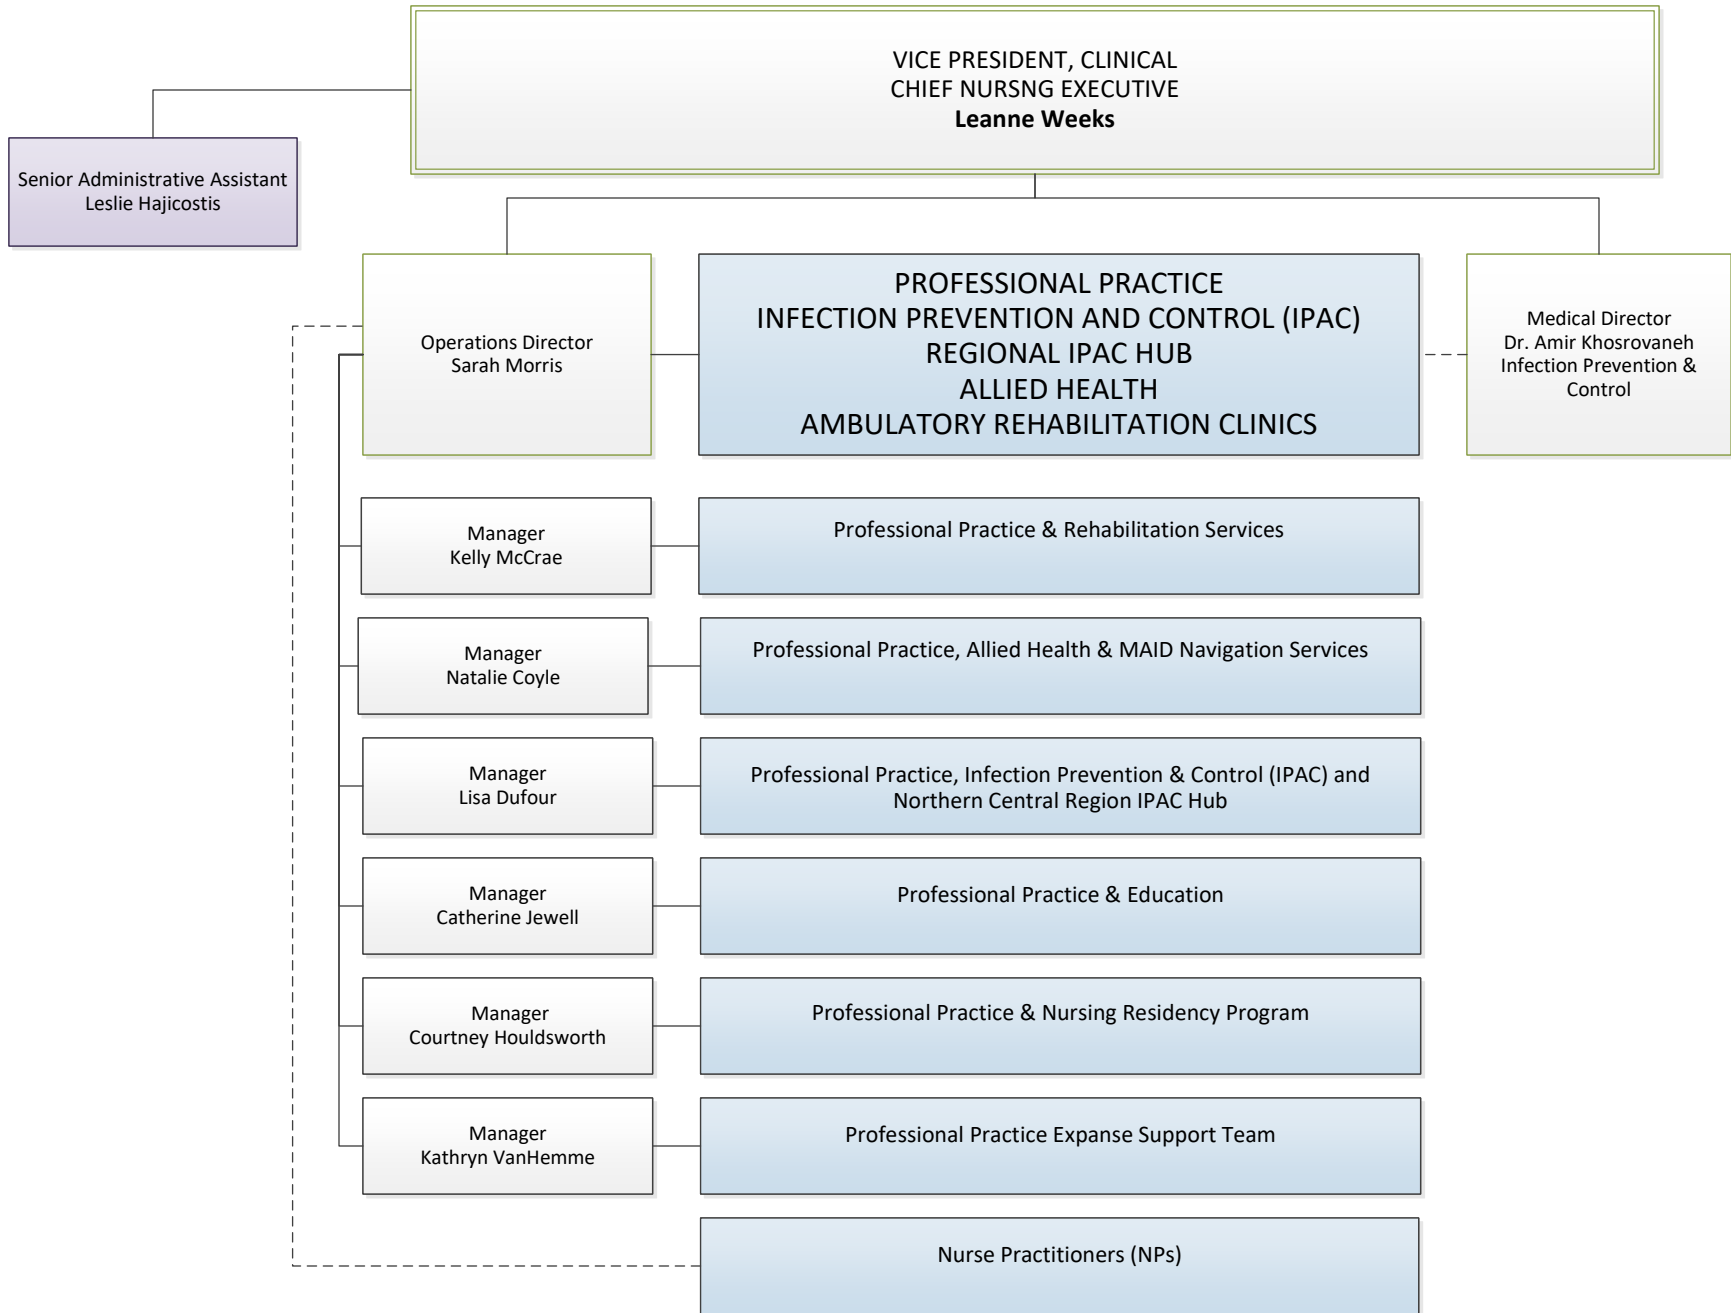 VICE PRESIDENT, CLINICAL
CHIEF NURSNG EXECUTIVE
Leanne Weeks
Senior Administrative Assistant
Leslie Hajicostis
Operations Director
Sarah Morris
PROFESSIONAL PRACTICE
INFECTION PREVENTION AND CONTROL (IPAC)
REGIONAL IPAC HUB
ALLIED HEALTH
AMBULATORY REHABILITATION CLINICS
Medical Director
Dr. Amir Khosrovaneh
Infection Prevention &
Control
Manager
Kelly McCrae
Professional Practice & Rehabilitation Services
Manager
Natalie Coyle
Professional Practice, Allied Health & MAID Navigation Services
Manager
Lisa Dufour
Professional Practice, Infection Prevention & Control (IPAC) and
Northern Central Region IPAC Hub
Manager
Catherine Jewell
Professional Practice & Education
Manager
Courtney Houldsworth
Professional Practice & Nursing Residency Program
Manager
Kathryn VanHemme
Professional Practice Expanse Support Team
Nurse Practitioners (NPs)